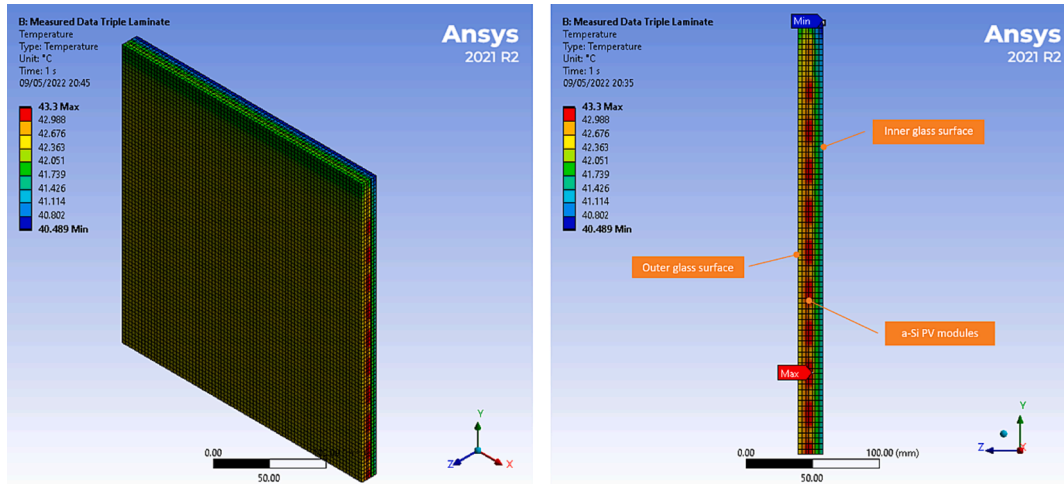 B: Measured Data Triple Laminate
Temperature
Type: Temperature
Unit: °C
Time: 1 s
09/05/2022 20:45
43.3 Max
42.988
42.676
42.363
42.051
41.739
41.426
41.114
40.802
40.489 Min
Ansys
2021 R2
0.00
50.00
Y
Z
X
B: Measured Data Triple Laminate
Temperature
Type: Temperature
Unit: °C
Time: 1 s
09/05/2022 20:35
43.3 Max
42.988
42.676
42.363
42.051
41.739
41.426
41.114
40.802
40.489 Min
Min
Ansys
2021 R2
Inner glass surface
Outer glass surface
a-Si PV modules
Max
0.00
100.00 (mm)
50.00
Y
Z
X